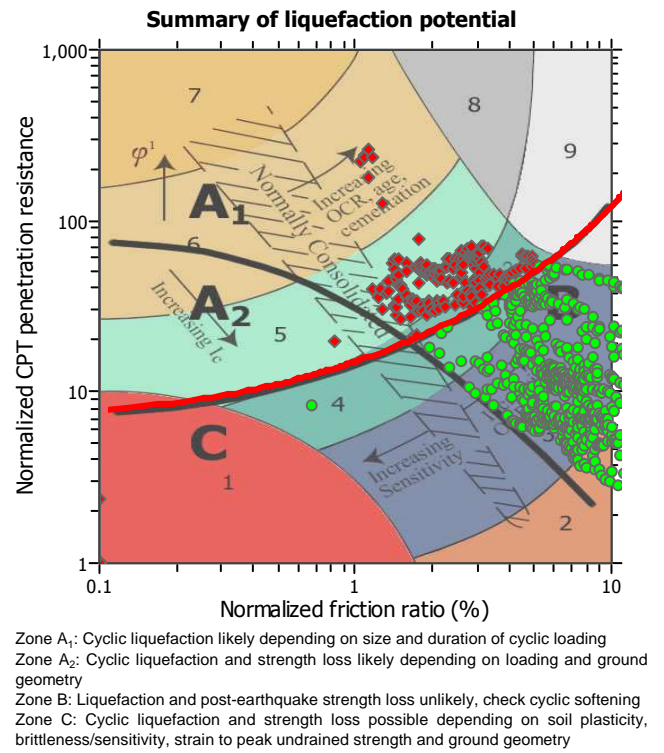 Summary of liquefaction potential
Normalized CPT penetration resistance
1,000
100
10
1
7
8
9
φ¹
A₁
Increasing
OCR, age,
cementation
Normally Consolidated
6
A₂
Increasing Ic
5
4
C
1
Increasing
Sensitivity
2
0.1
1
10
Normalized friction ratio (%)
Zone A₁: Cyclic liquefaction likely depending on size and duration of cyclic loading
Zone A₂: Cyclic liquefaction and strength loss likely depending on loading and ground
geometry
Zone B: Liquefaction and post-earthquake strength loss unlikely, check cyclic softening
Zone C: Cyclic liquefaction and strength loss possible depending on soil plasticity,
brittleness/sensitivity, strain to peak undrained strength and ground geometry